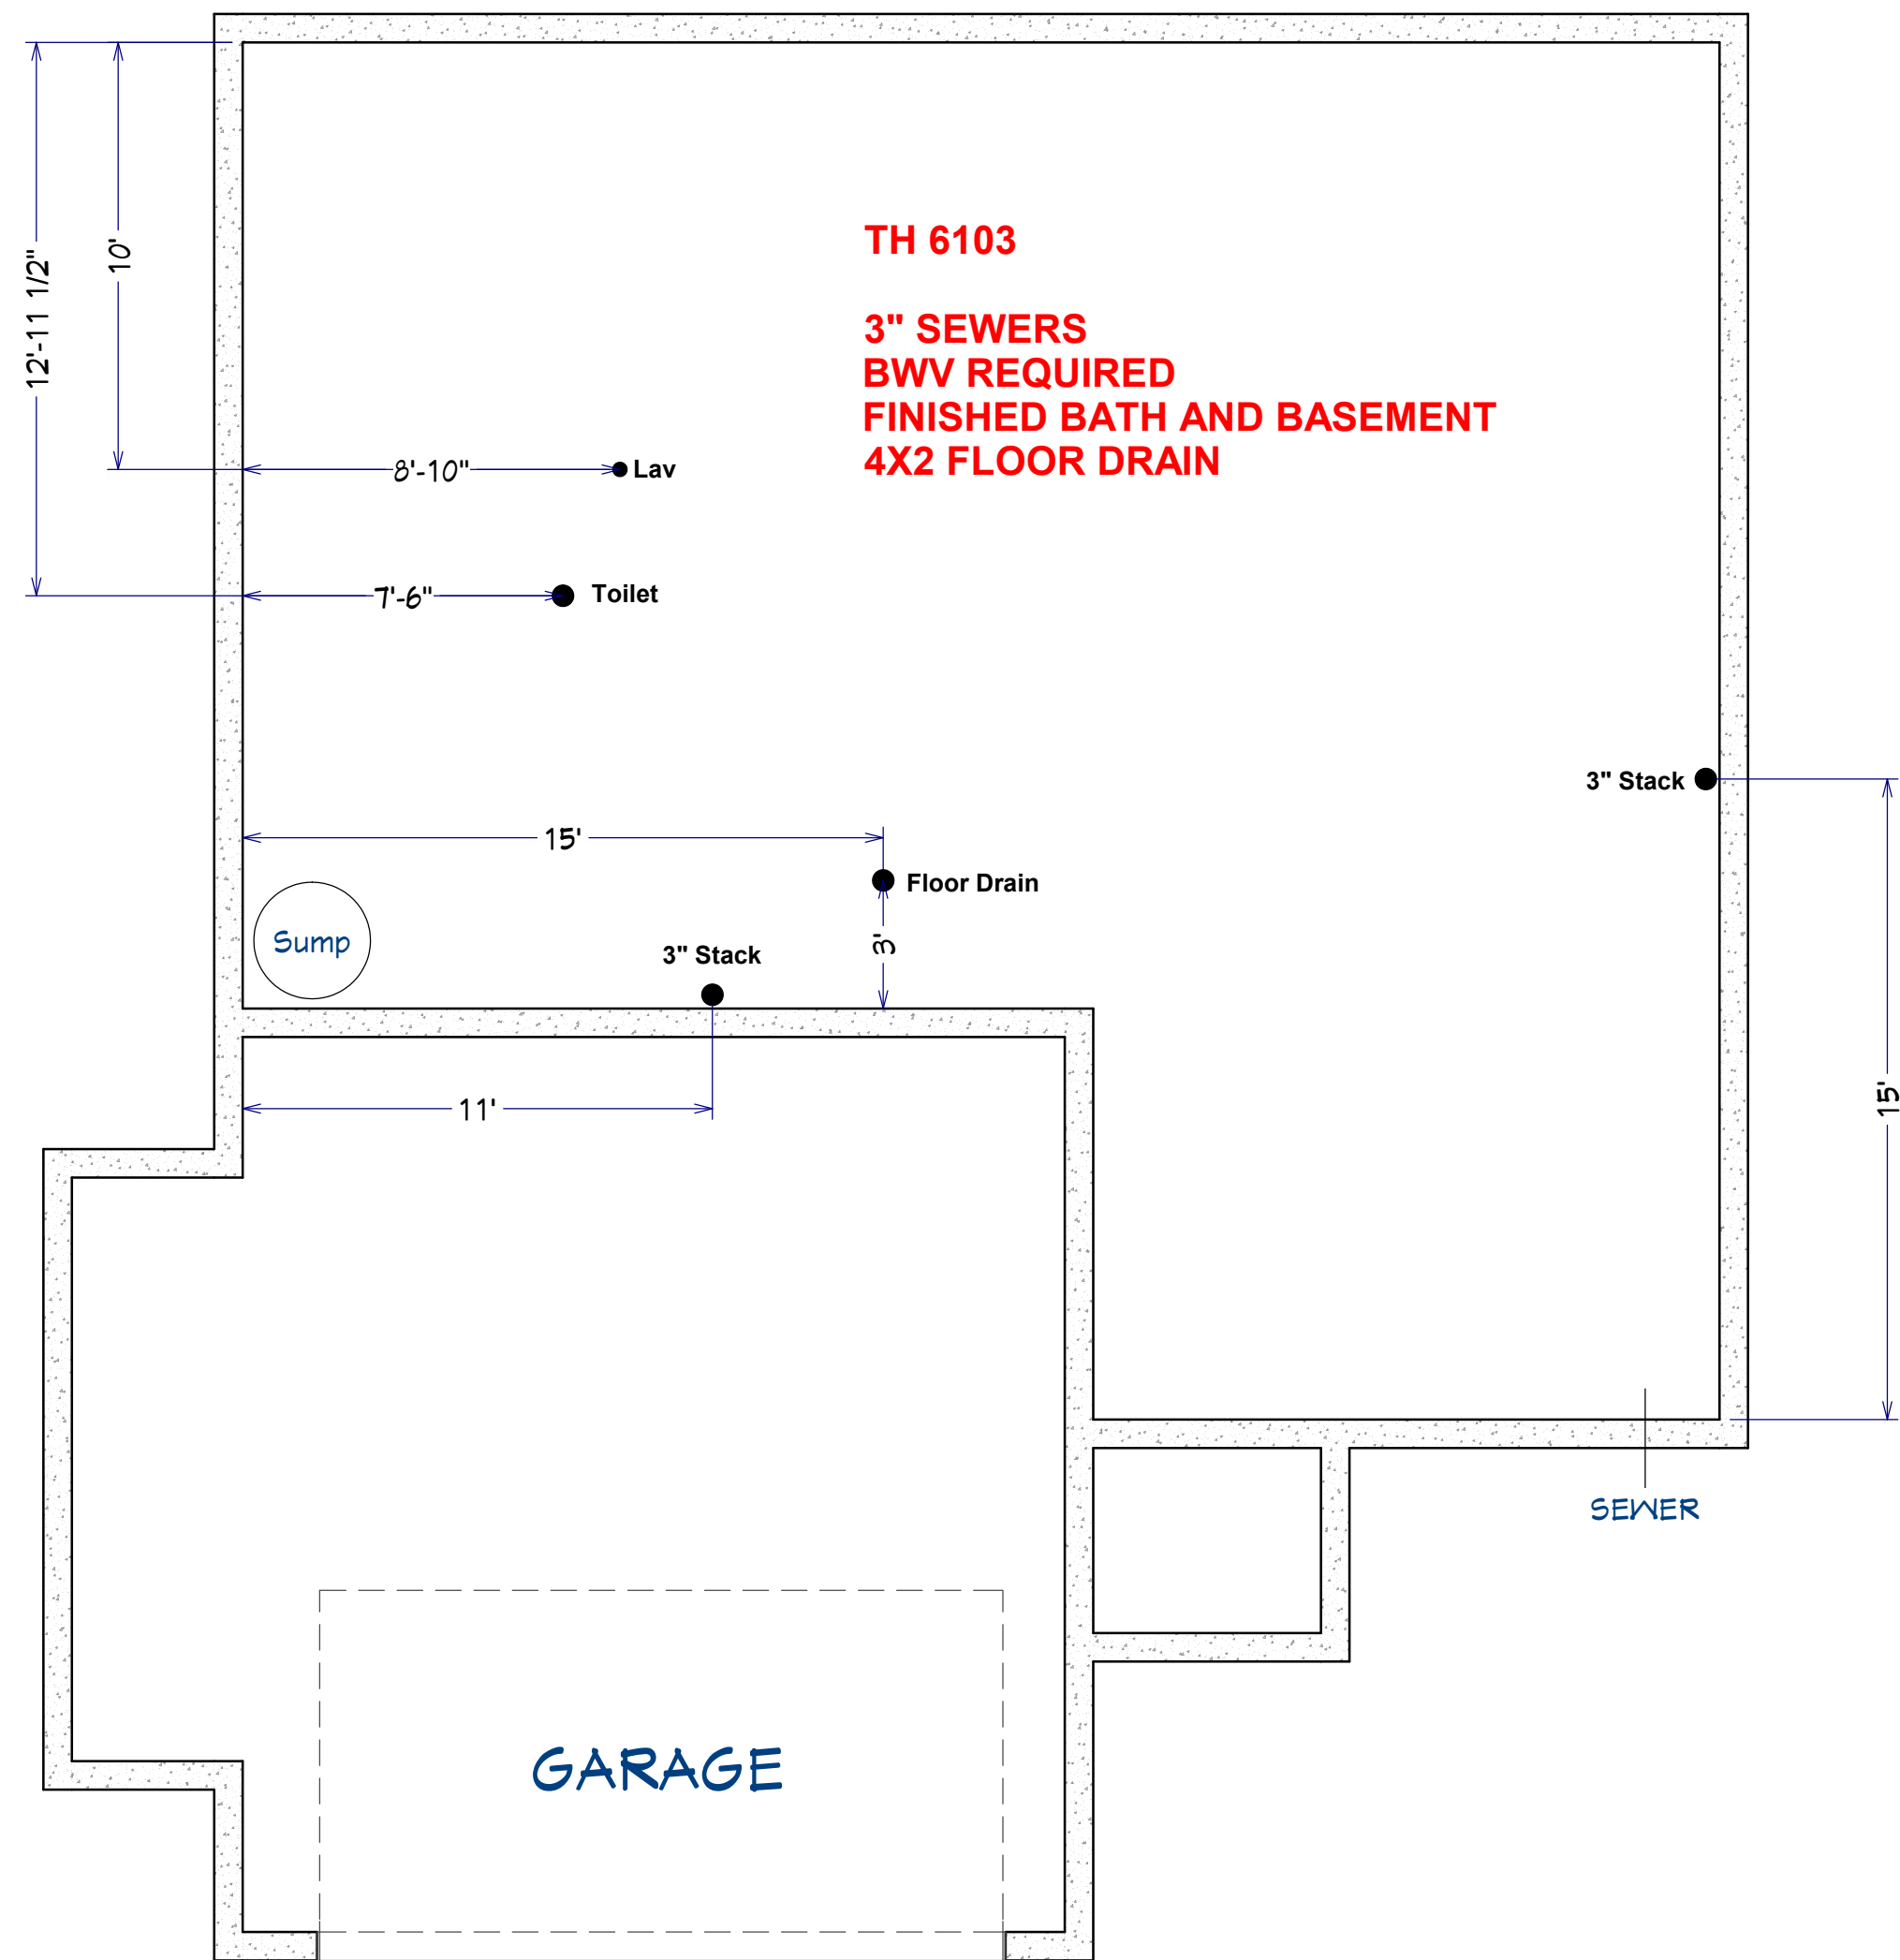 TH 6103
3" SEWERS
BWV REQUIRED
FINISHED BATH AND BASEMENT
4X2 FLOOR DRAIN
12'-11 1/2"
10'
8'-10"
Lav
7'-6"
Toilet
3" Stack
15'
Floor Drain
3'
Sump
3" Stack
11'
15'
SEWER
GARAGE